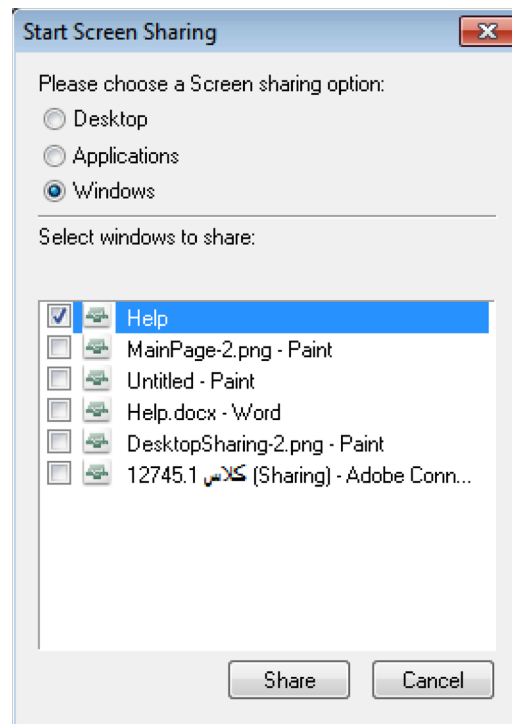 Start Screen Sharing
Please choose a Screen sharing option:
Desktop
Applications
Windows
Select windows to share:
Help
MainPage-2.png - Paint
Untitled - Paint
Help.docx - Word
DesktopSharing-2.png - Paint
12745.1 کلاس (Sharing) - Adobe Conn...
Share
Cancel